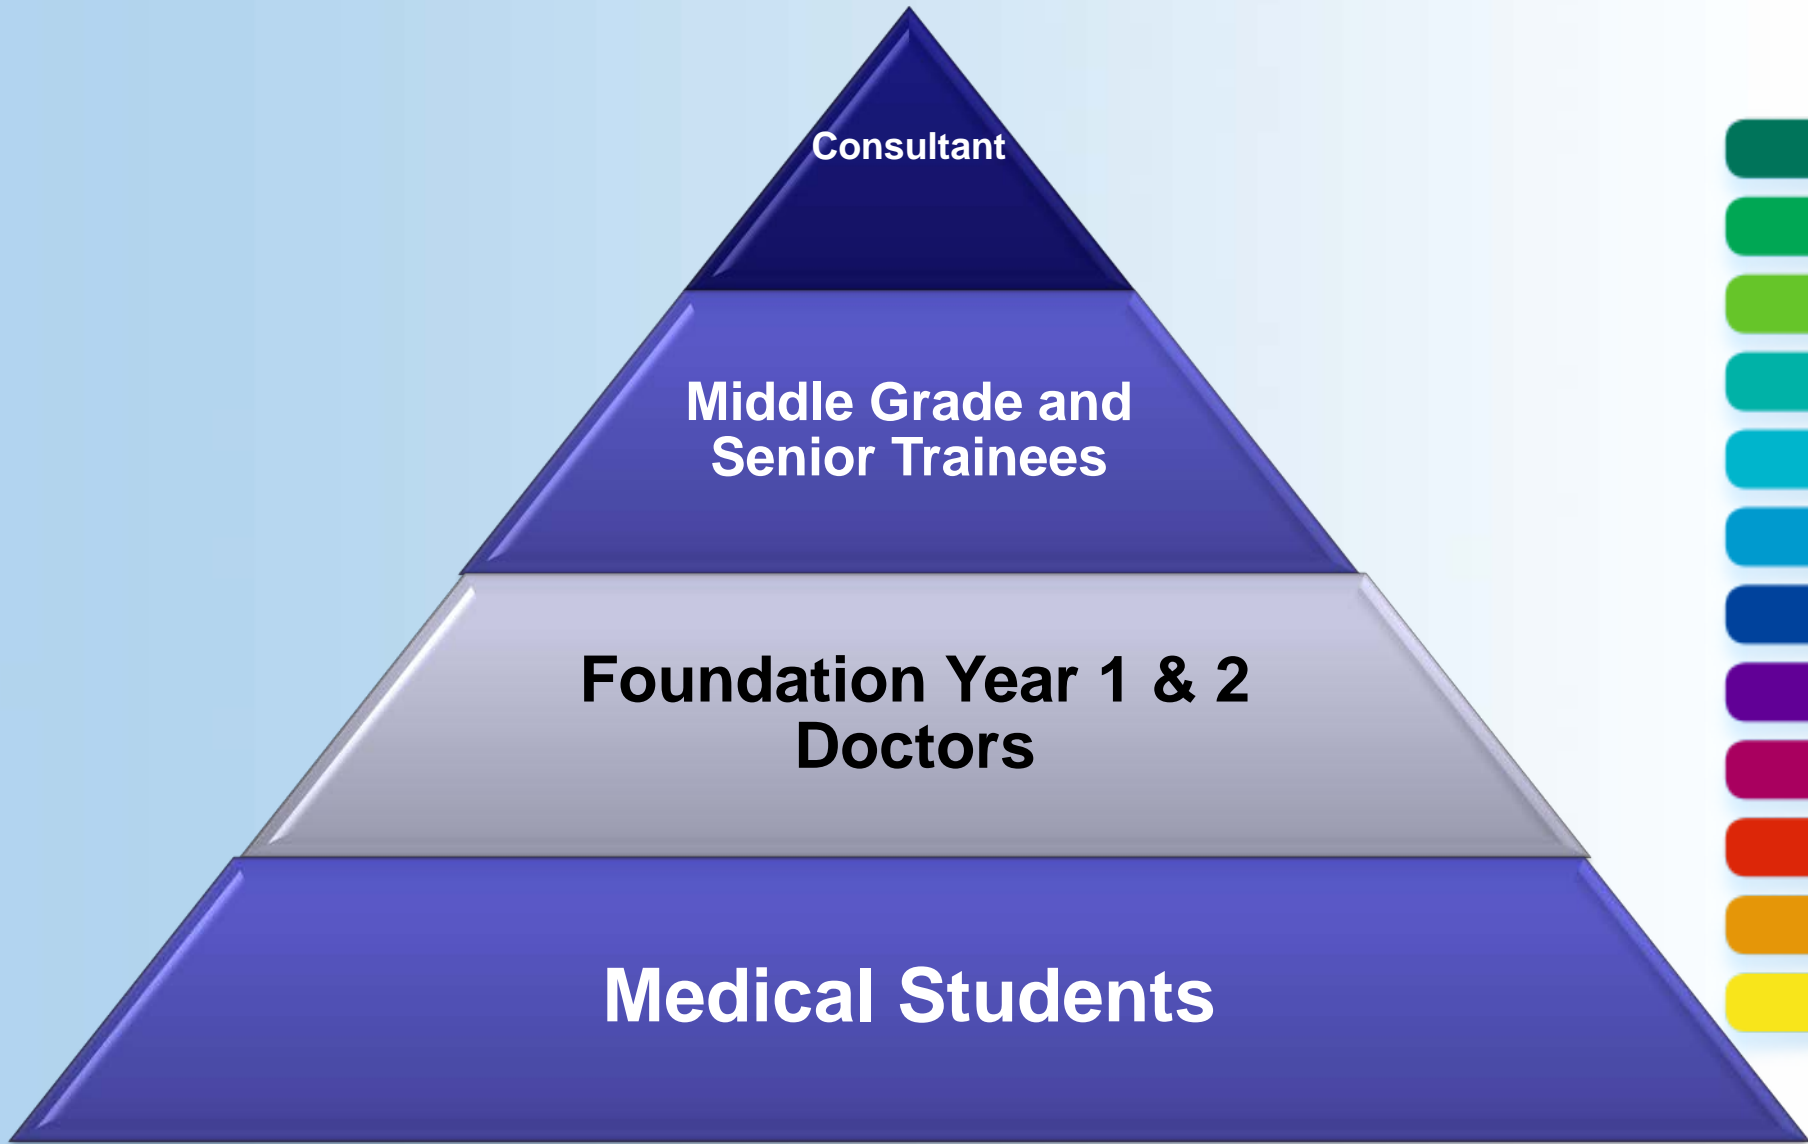 Consultant
Middle Grade and
Senior Trainees
Foundation Year 1 & 2
Doctors
Medical Students